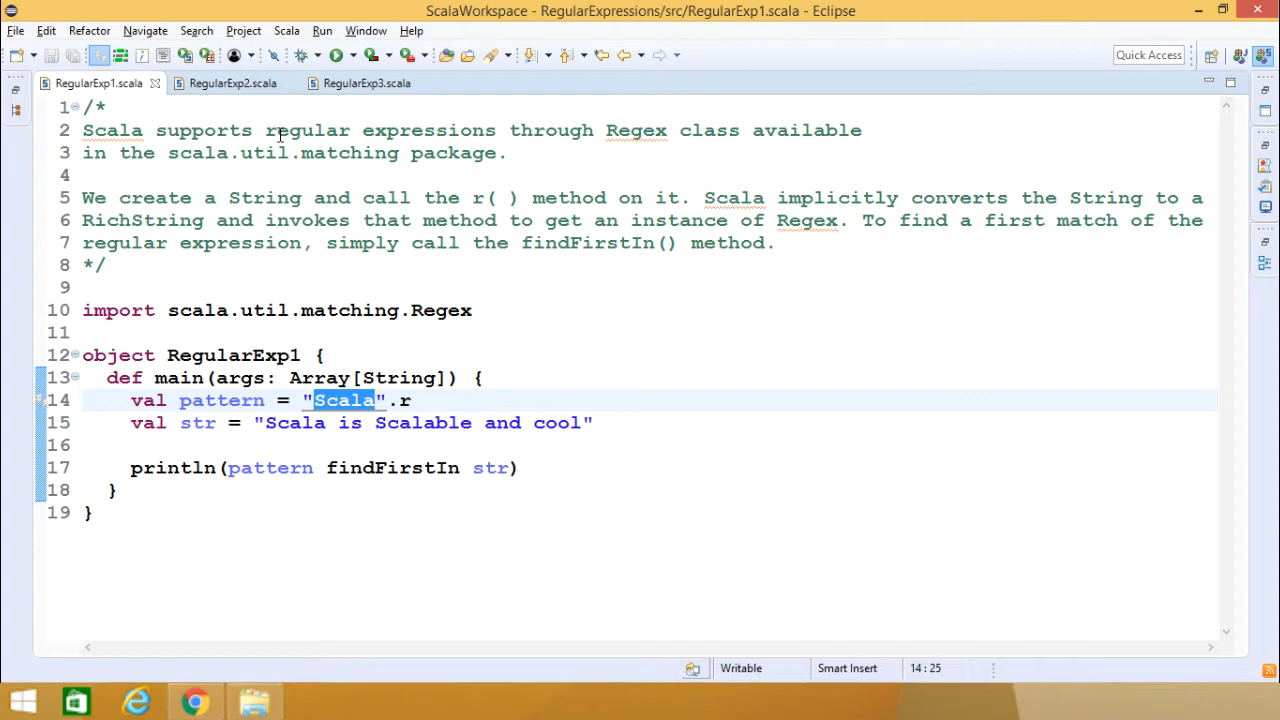 ScalaWorkspace - RegularExpressions/src/RegularExp1.scala - Eclipse
File Edit Refactory Navigate Search Project Scala Run Window Help
Quick Access
RegularExp1.scala RegularExp2.scala RegularExp3.scala
1 /*
2 Scala supports regular expressions through Regex class available
3 in the scala.util.matching package.
4
5 We create a String and call the r( ) method on it. Scala implicitly converts the String to a
6 RichString and invokes that method to get an instance of Regex. To find a first match of the
7 regular expression, simply call the findFirstIn() method.
8 */
9
10 import scala.util.matching.Regex
11
12 object RegularExp1 {
13 def main(args: Array[String]) {
14 val pattern = "Scala".r
15 val str = "Scala is Scalable and cool"
16
17 println(pattern findFirstIn str)
18 }
19 }
Writable Smart Insert 14 : 25